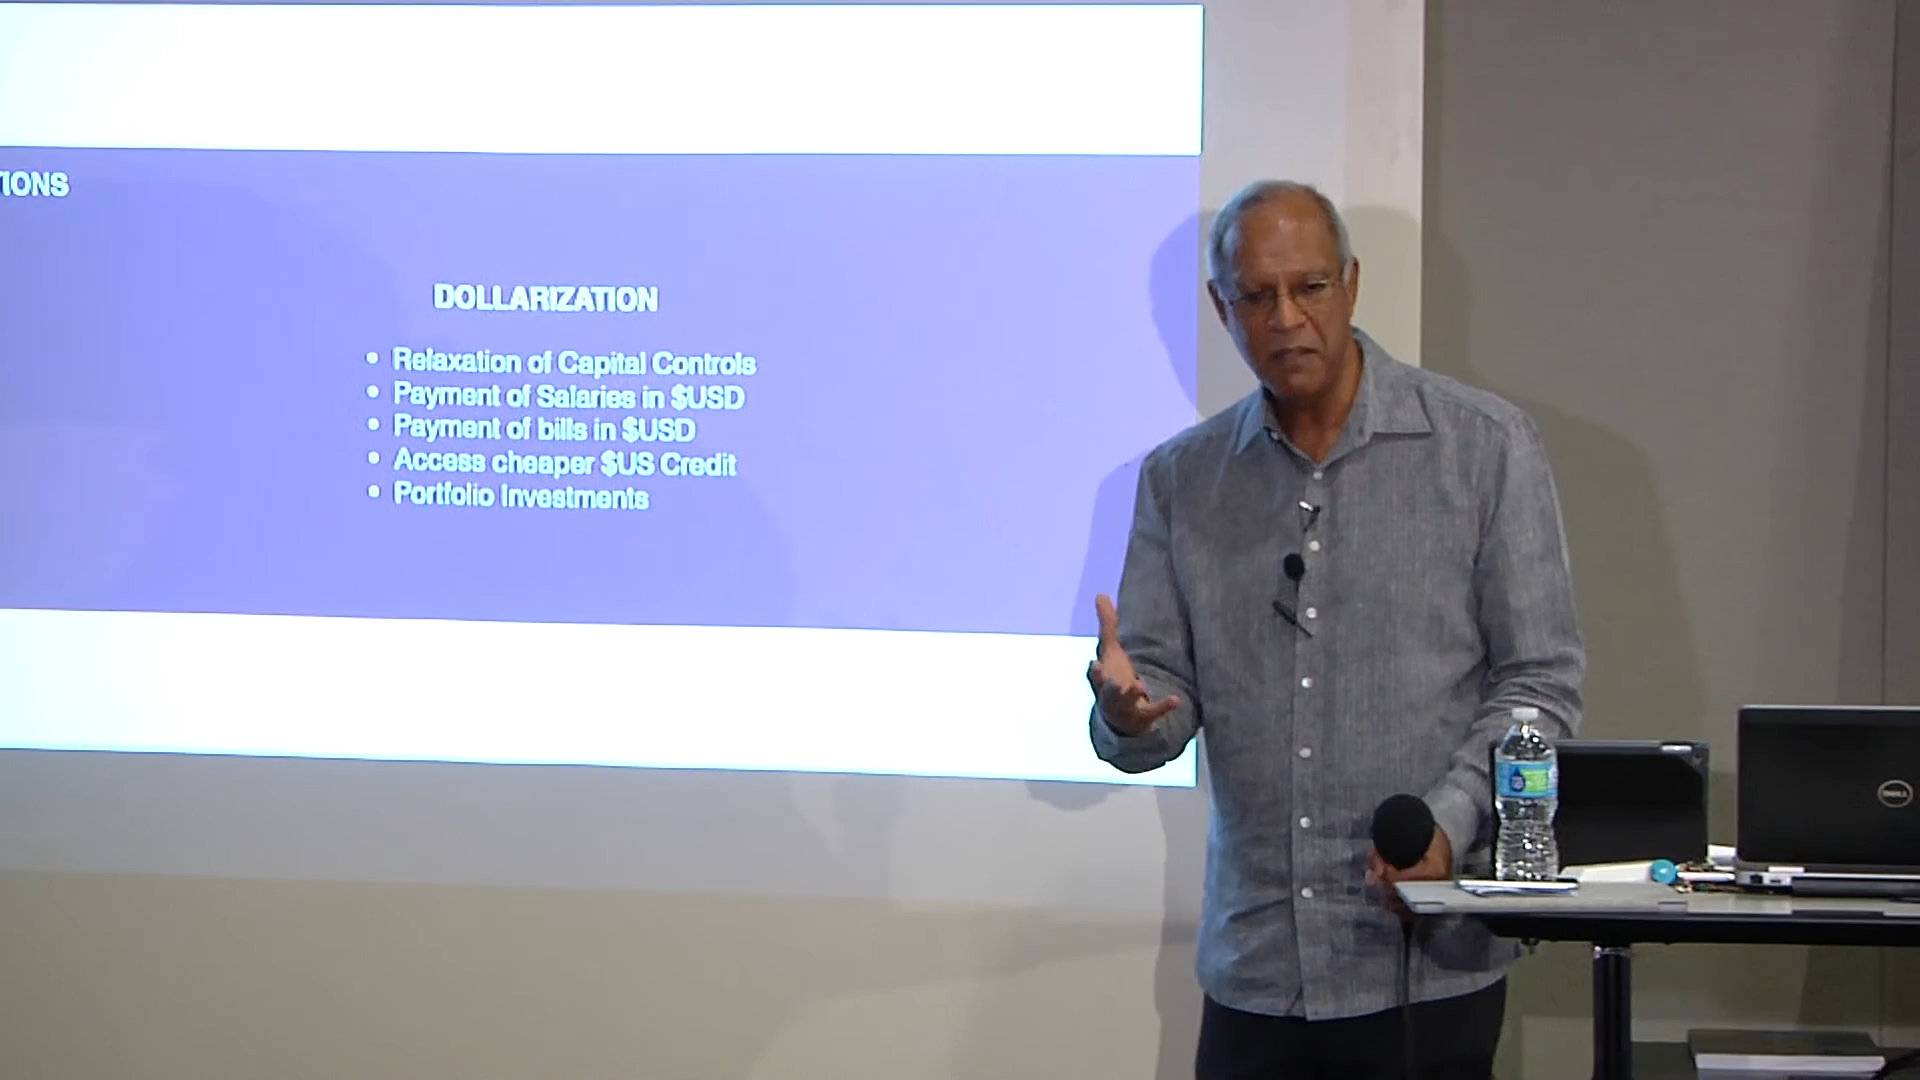 TIONS
DOLLARIZATION
• Relaxation of Capital Controls
• Payment of Salaries in $USD
• Payment of bills in $USD
• Access cheaper $US Credit
• Portfolio Investments
DELL